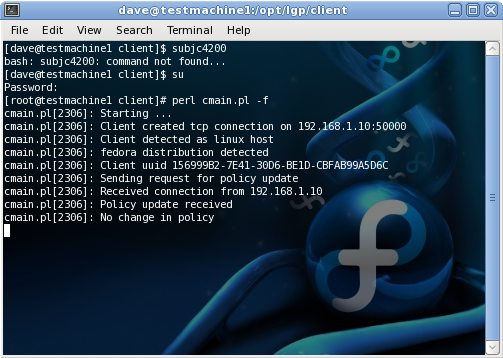 dave@testmachine1:/opt/lgp/client
File Edit View Search Terminal Help
[dave@testmachine1 client]$ subjc4200
bash: subjc4200: command not found...
[dave@testmachine1 client]$ su
Password:
[root@testmachine1 client]# perl cmain.pl -f
cmain.pl[2306]: Starting ...
cmain.pl[2306]: Client created tcp connection on 192.168.1.10:50000
cmain.pl[2306]: Client detected as linux host
cmain.pl[2306]: fedora distribution detected
cmain.pl[2306]: Client uuid 156999B2-7E41-30D6-BE1D-CBFAB99A5D6C
cmain.pl[2306]: Sending request for policy update
cmain.pl[2306]: Received connection from 192.168.1.10
cmain.pl[2306]: Policy update received
cmain.pl[2306]: No change in policy